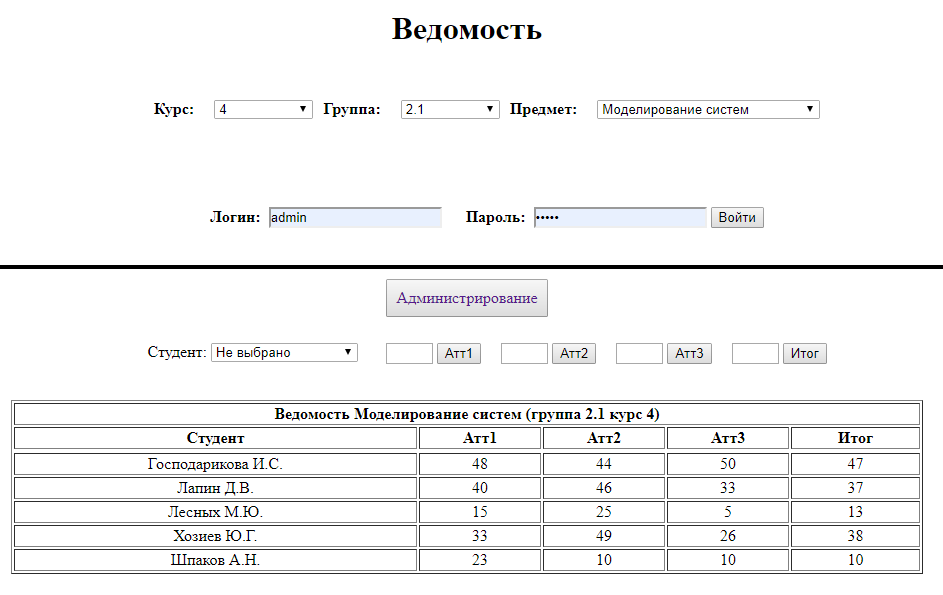 Ведомость
Курс: 4 Группа: 2.1 Предмет: Моделирование систем
Логин: admin Пароль: ••••• Войти
Администрирование
Студент: Не выбрано Атт1 Атт2 Атт3 Итог
Ведомость Моделирование систем (группа 2.1 курс 4)
Студент Атт1 Атт2 Атт3 Итог
Господарикова И.С. 48 44 50 47
Лапин Д.В. 40 46 33 37
Лесных М.Ю. 15 25 5 13
Хозиев Ю.Г. 33 49 26 38
Шпаков А.Н. 23 10 10 10